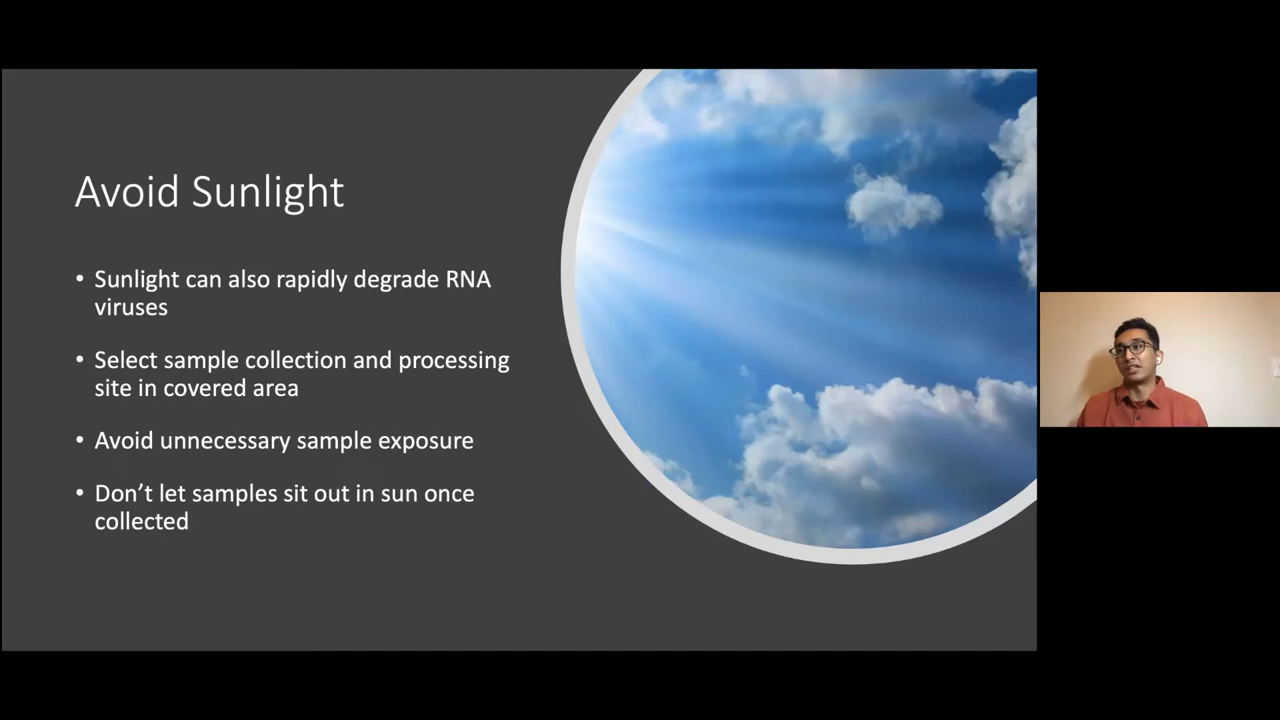 Avoid Sunlight
• Sunlight can also rapidly degrade RNA
viruses
• Select sample collection and processing
site in covered area
• Avoid unnecessary sample exposure
• Don’t let samples sit out in sun once
collected